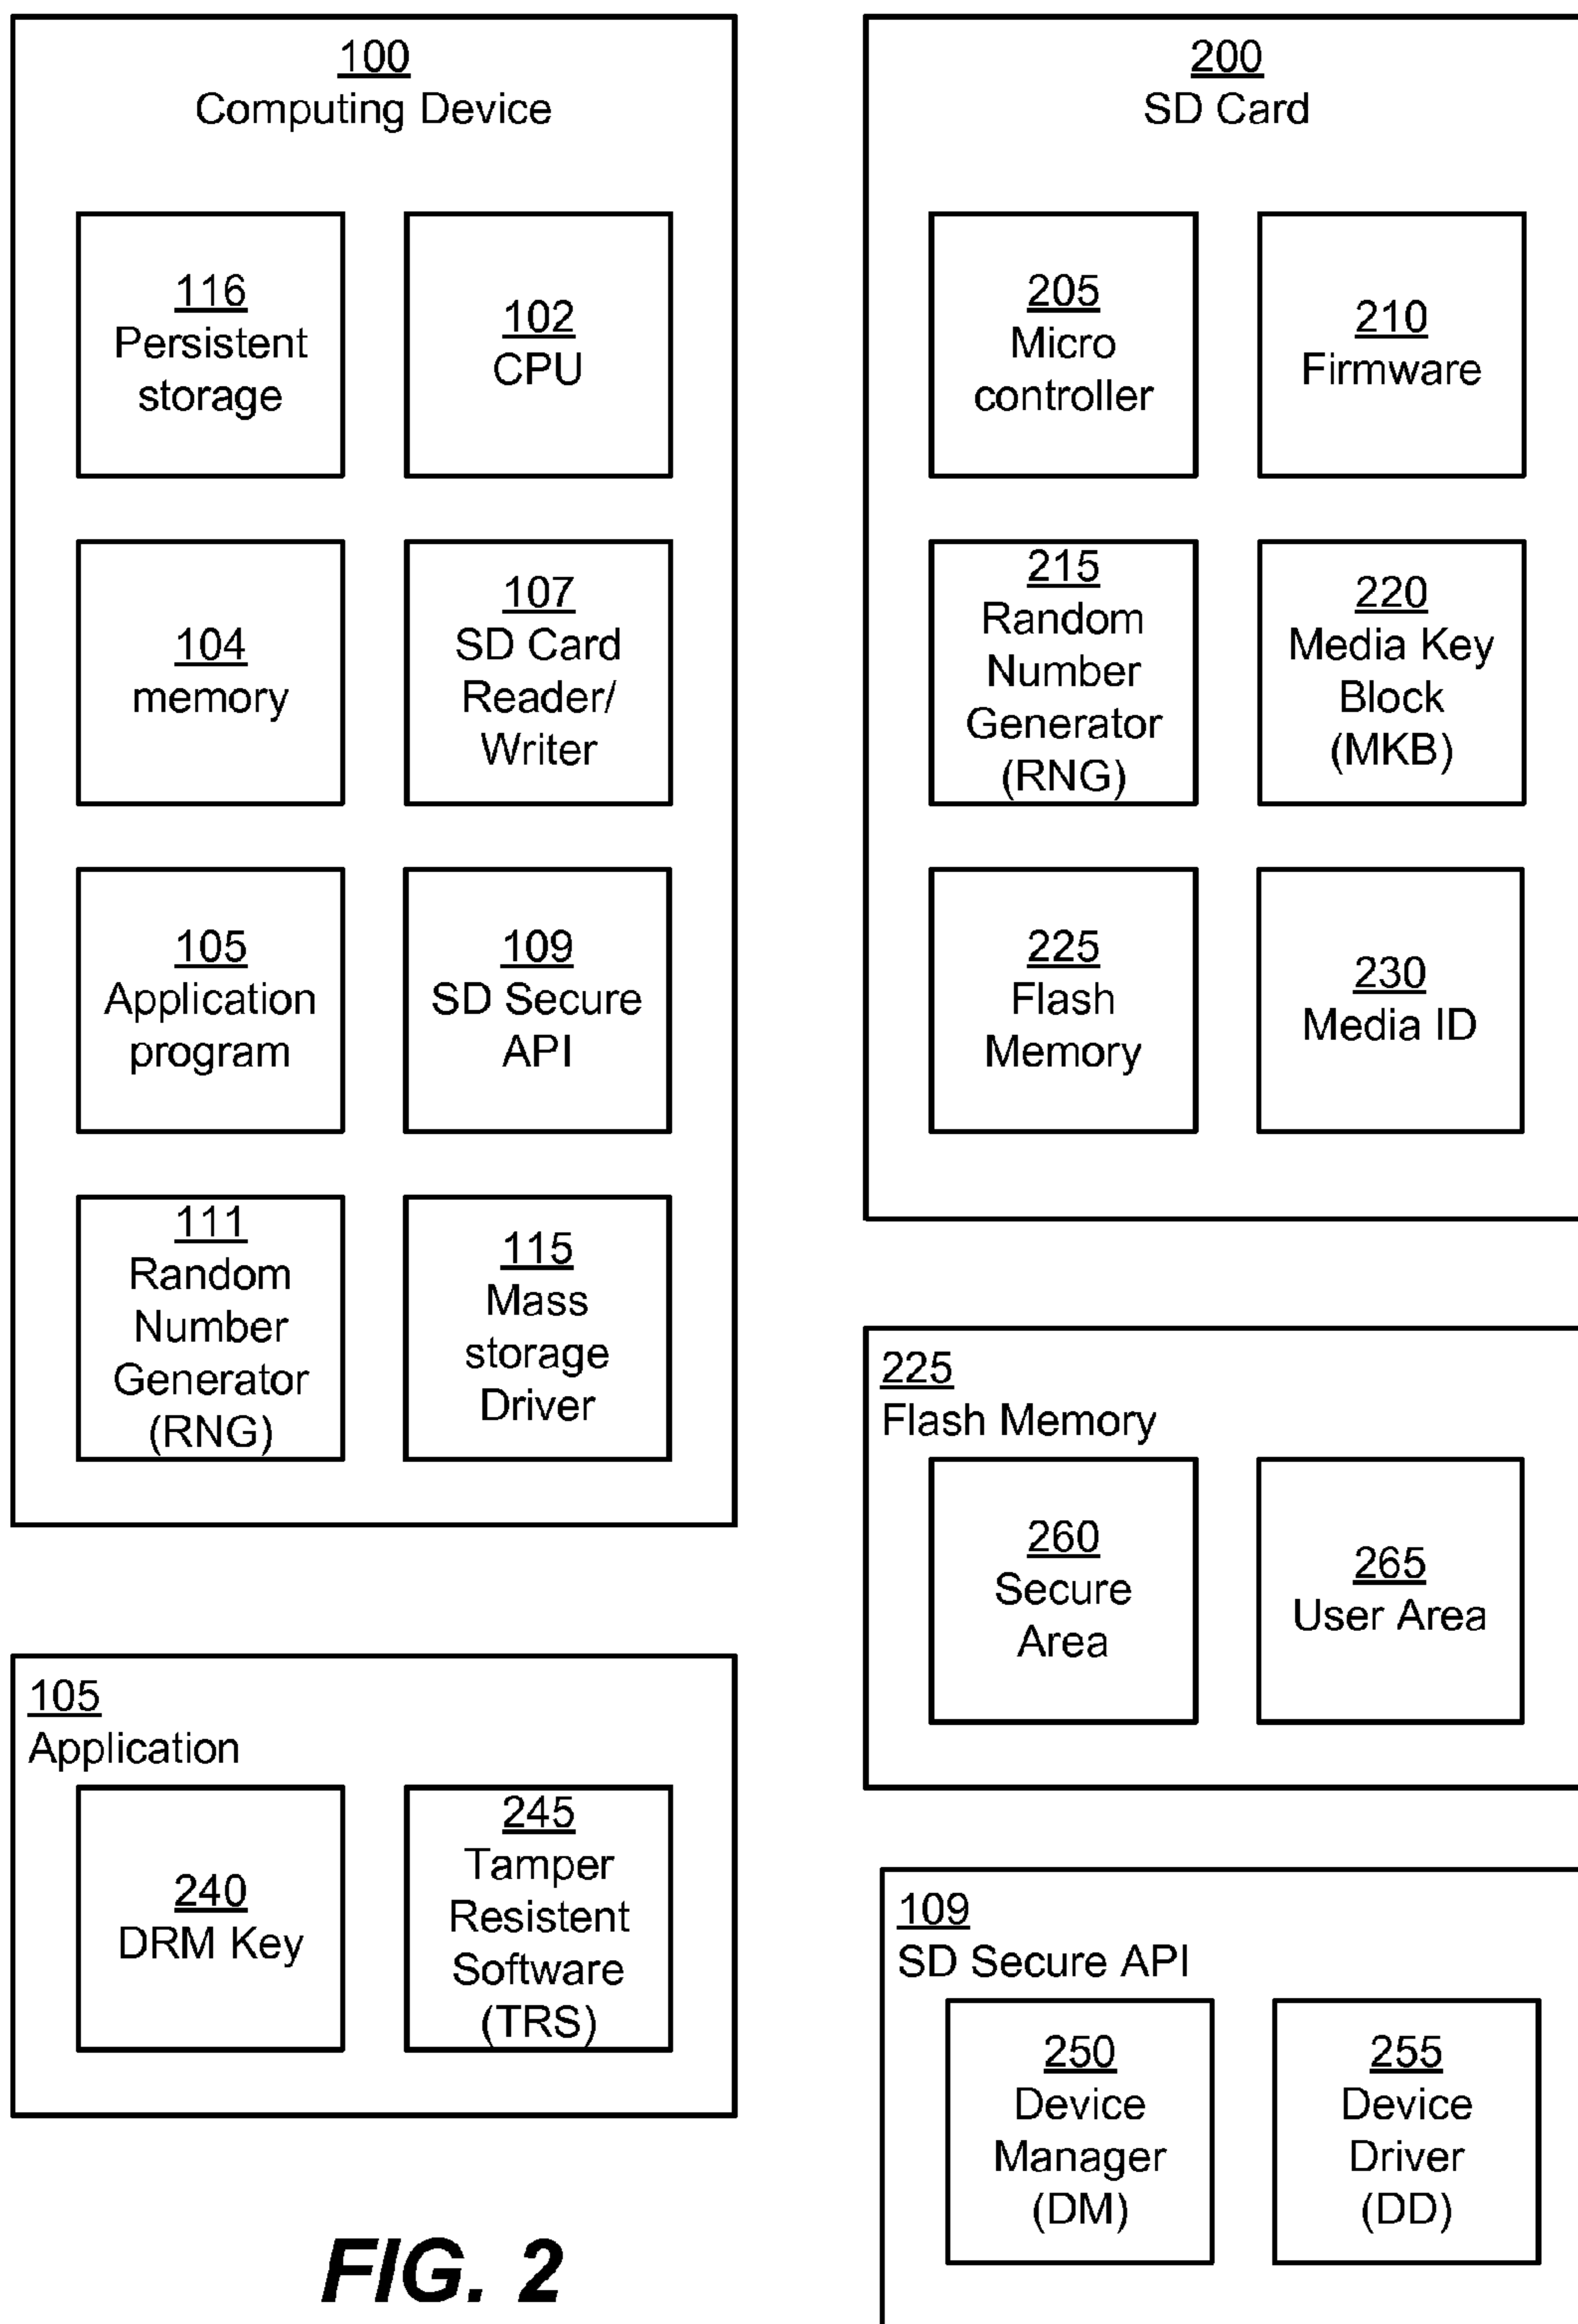 100
Computing Device
116
Persistent
storage
102
CPU
104
memory
107
SD Card
Reader/
Writer
105
Application
program
109
SD Secure
API
111
Random
Number
Generator
(RNG)
115
Mass
storage
Driver
105
Application
240
DRM Key
245
Tamper
Resistent
Software
(TRS)
200
SD Card
205
Micro
controller
210
Firmware
215
Random
Number
Generator
(RNG)
220
Media Key
Block
(MKB)
225
Flash
Memory
230
Media ID
225
Flash Memory
260
Secure
Area
265
User Area
109
SD Secure API
250
Device
Manager
(DM)
255
Device
Driver
(DD)
FIG. 2